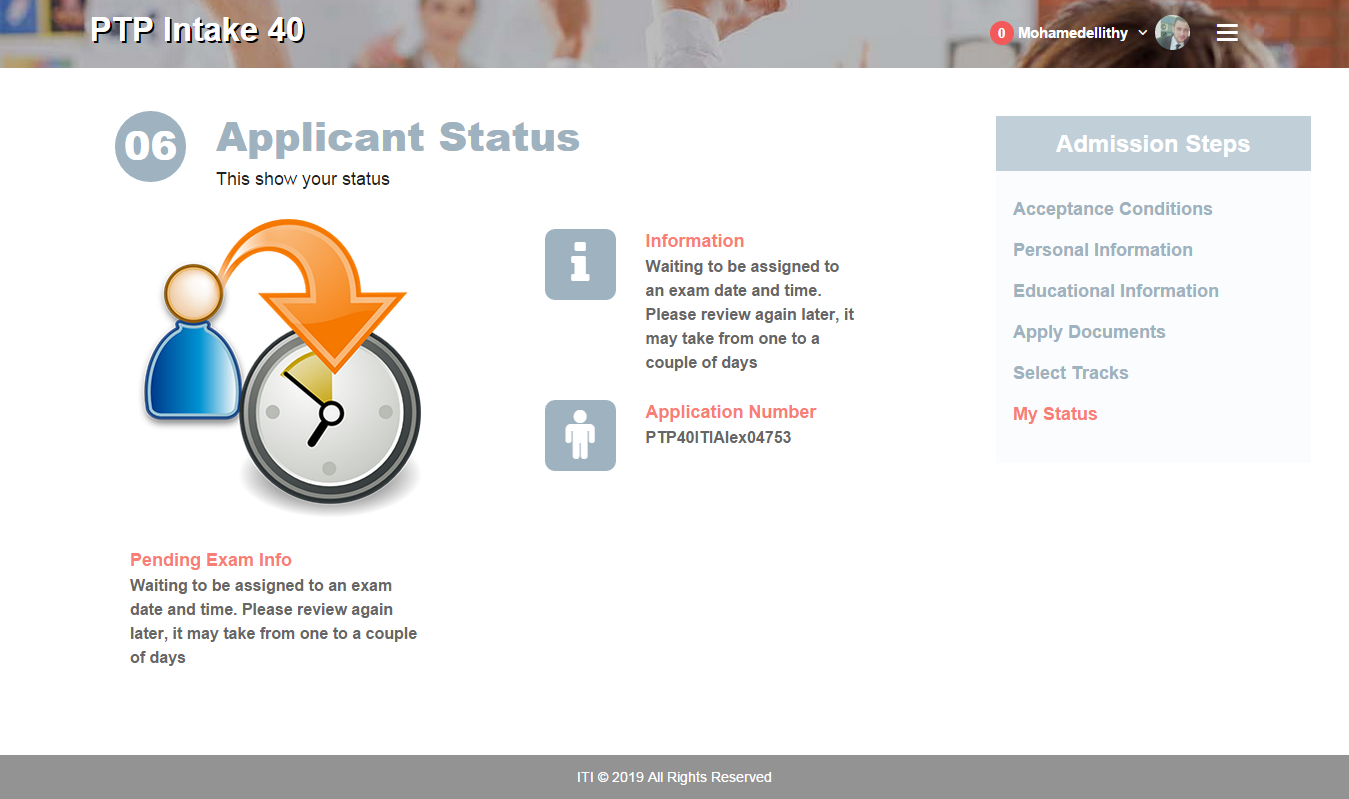 PTP Intake 40
0 Mohamedellithy
06
Applicant Status
This show your status
Information
Waiting to be assigned to
an exam date and time.
Please review again later, it
may take from one to a
couple of days
Application Number
PTP40ITIAlex04753
Pending Exam Info
Waiting to be assigned to an exam
date and time. Please review again
later, it may take from one to a couple
of days
Admission Steps
Acceptance Conditions
Personal Information
Educational Information
Apply Documents
Select Tracks
My Status
ITI © 2019 All Rights Reserved